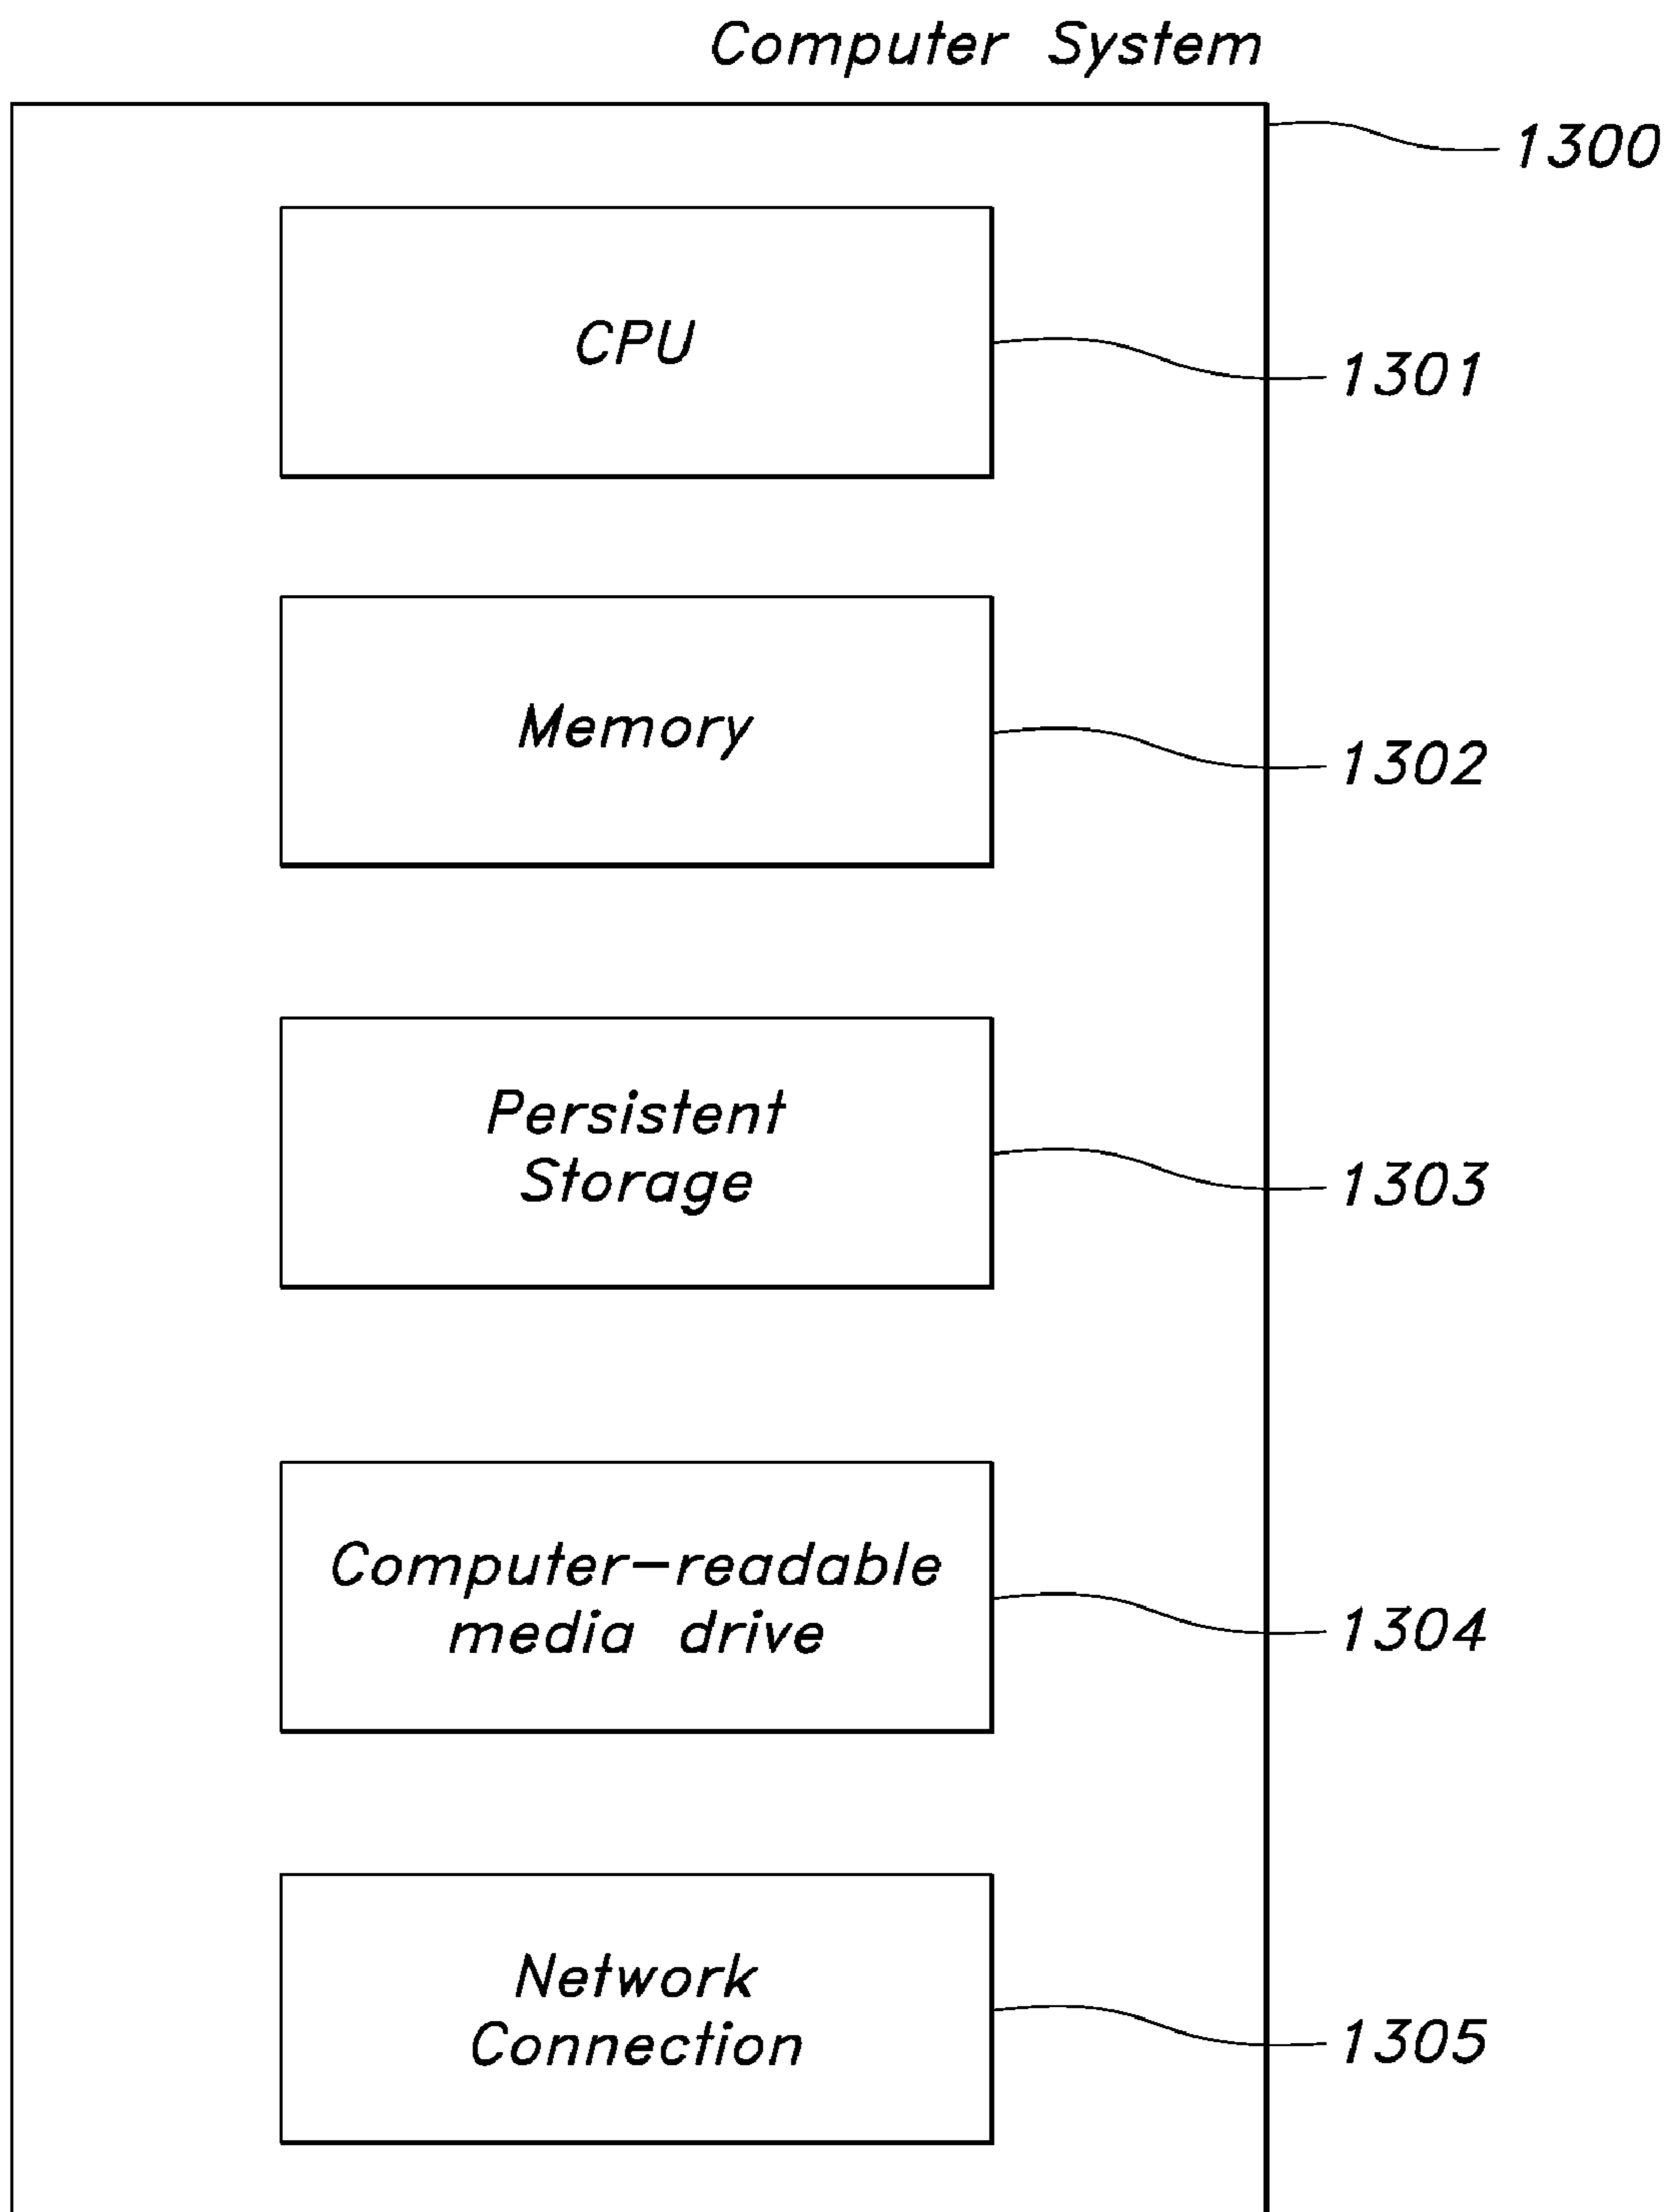 Computer System
1300
CPU
1301
Memory
1302
Persistent
Storage
1303
Computer-readable
media drive
1304
Network
Connection
1305